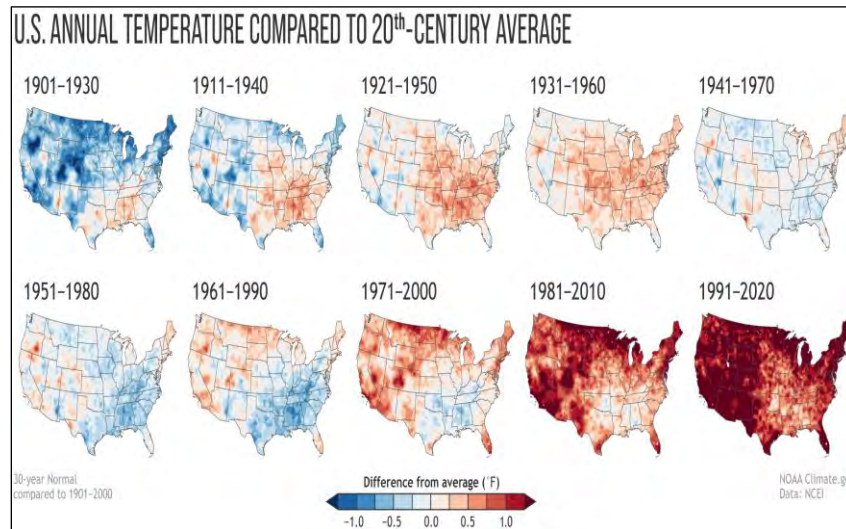 U.S. ANNUAL TEMPERATURE COMPARED TO 20th-CENTURY AVERAGE
1901–1930
1911–1940
1921–1950
1931–1960
1941–1970
1951–1980
1961–1990
1971–2000
1981–2010
1991–2020
30-year Normal
compared to 1901–2000
Difference from average (°F)
-1.0 -0.5 0.0 0.5 1.0
NOAA Climate.g
Data: NCEI